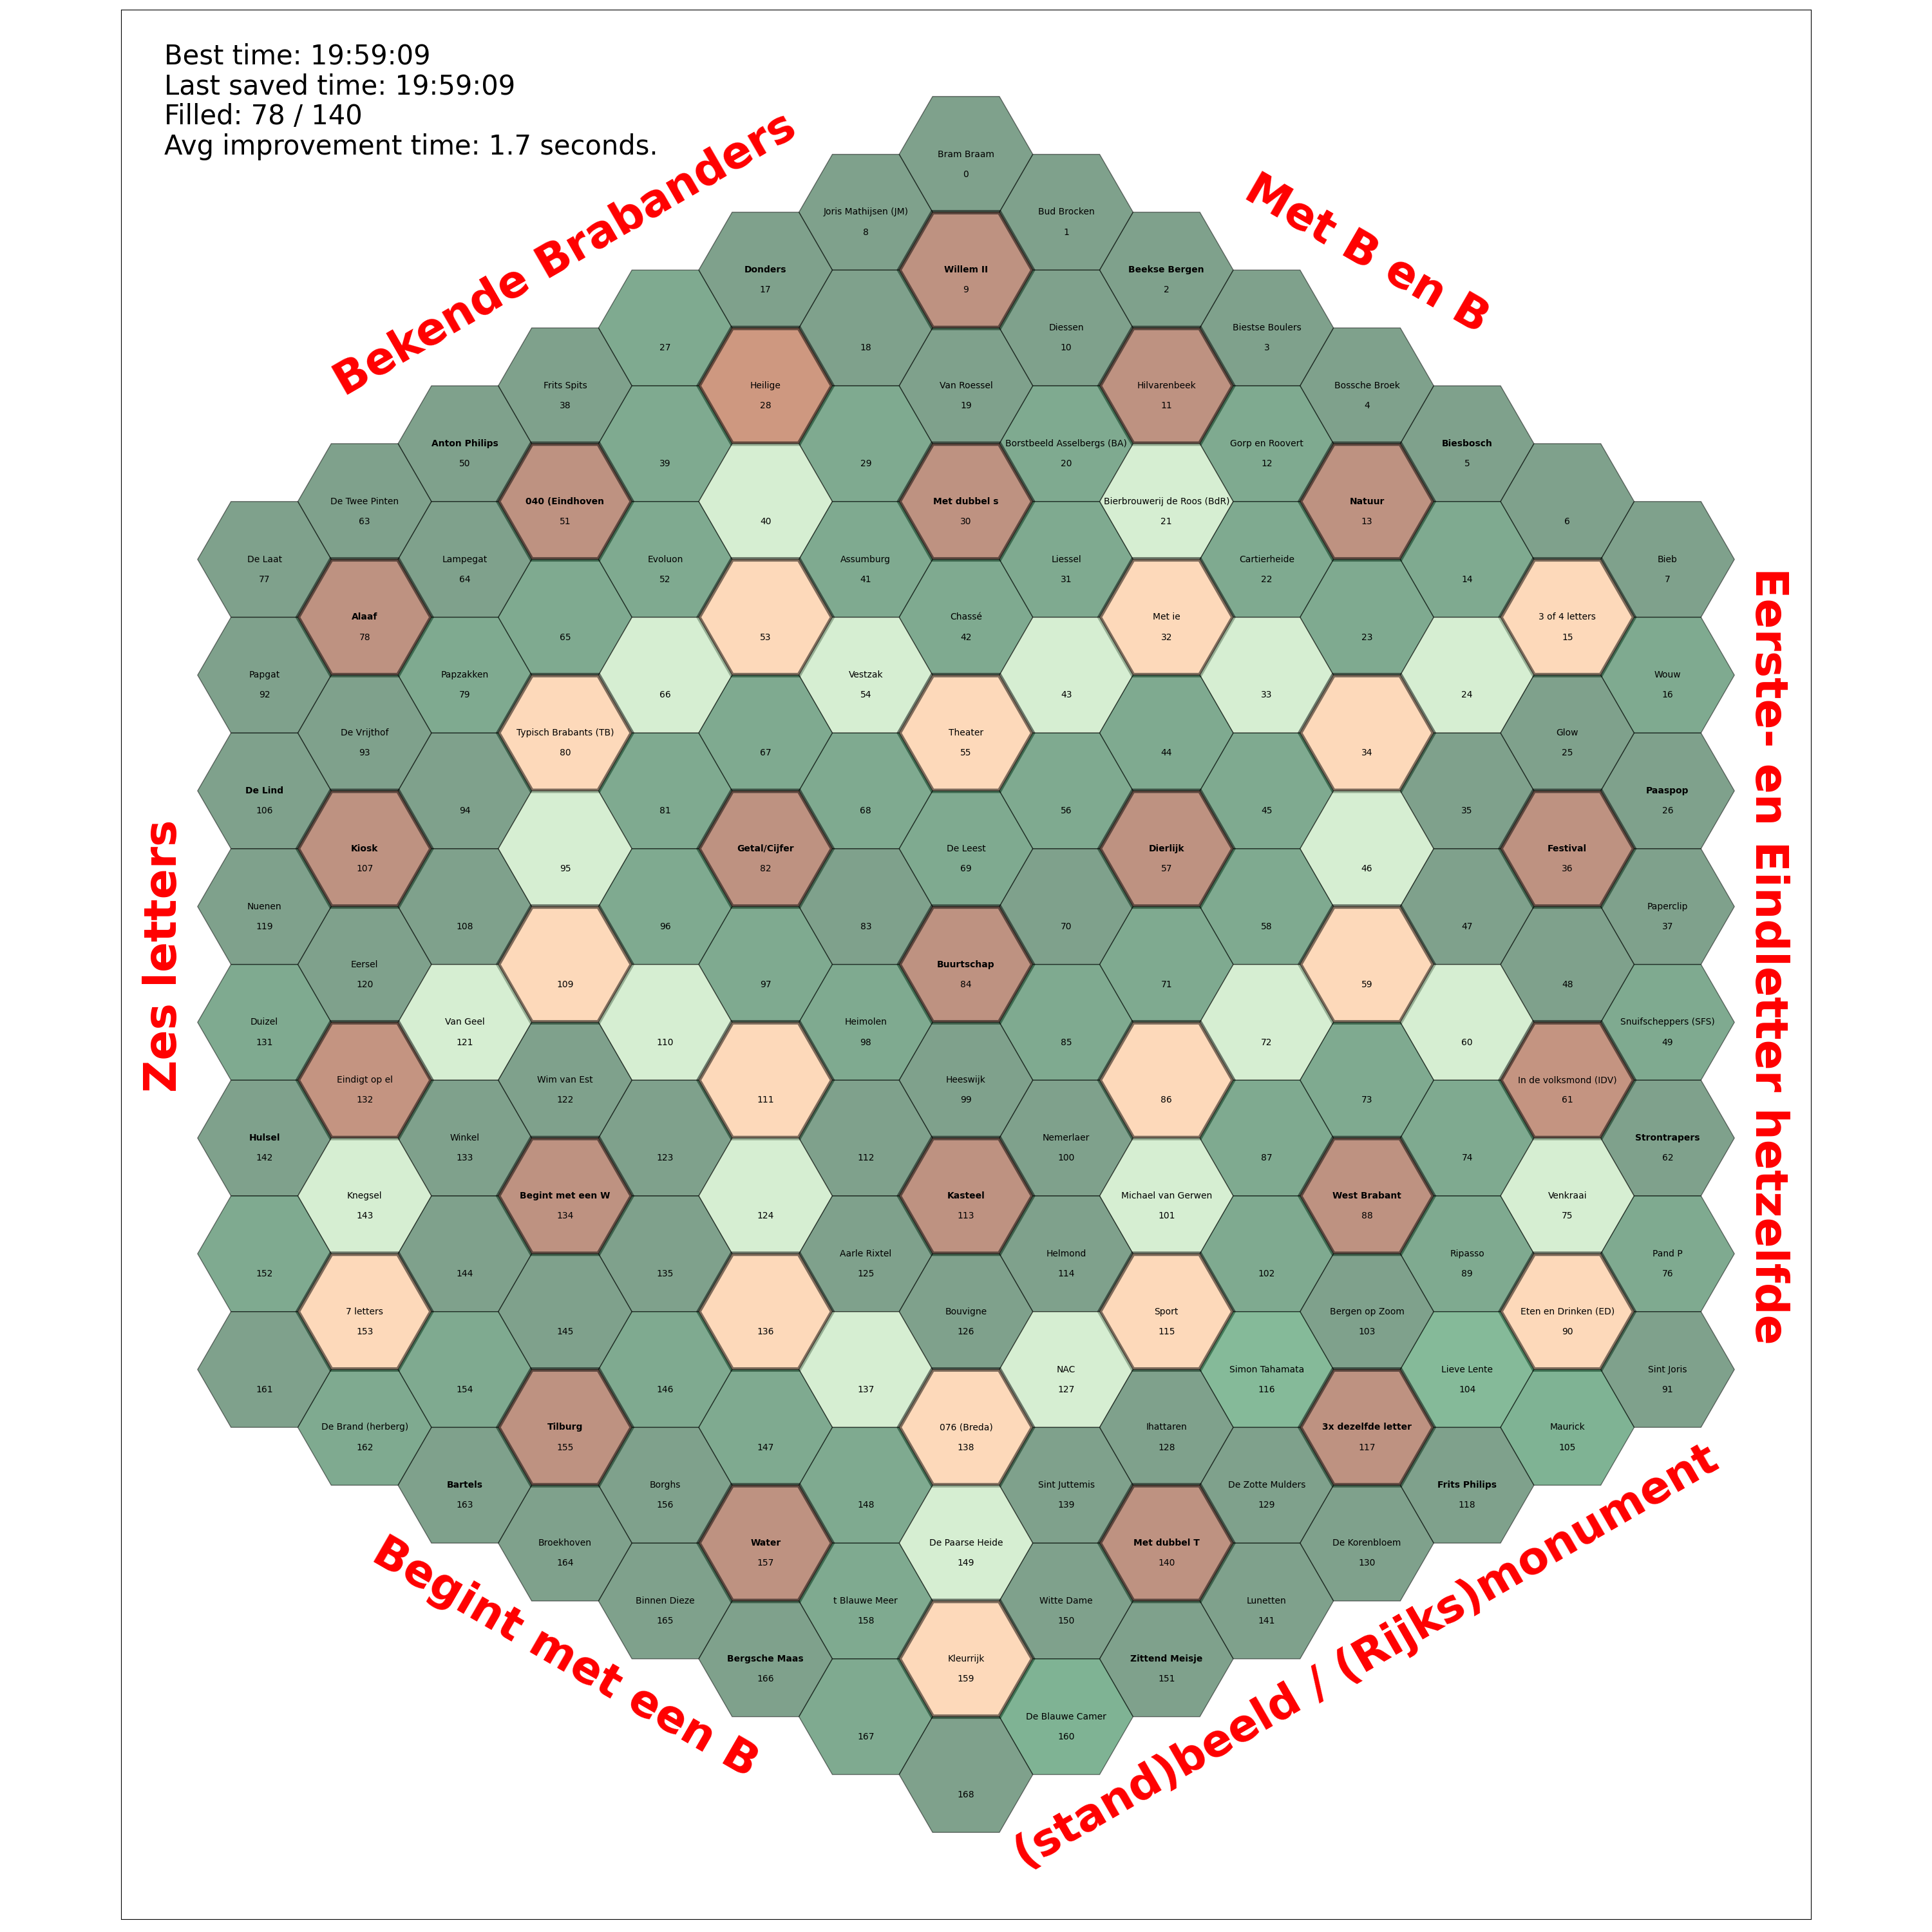 Best time: 19:59:09
Last saved time: 19:59:09
Filled: 78 / 140
Avg improvement time: 1.7 seconds.
Bekende Brabanders
Met B en B
Eerste- en Eindletter hetzelfde
(stand)beeld / (Rijks)monument
Begint met een B
Zes letters
Bram Braam
0
Bud Brocken
1
Beekse Bergen
2
Biestse Boulers
3
Bossche Broek
4
Biesbosch
5
6
Bieb
7
Joris Mathijsen (JM)
8
Willem II
9
Diessen
10
Hilvarenbeek
11
Gorp en Roovert
12
Natuur
13
14
3 of 4 letters
15
Wouw
16
Donders
17
18
Van Roessel
19
Borstbeeld Asselbergs (BA)
20
Bierbrouwerij de Roos (BdR)
21
Cartierheide
22
23
24
Glow
25
Paaspop
26
27
Heilige
28
29
Met dubbel s
30
Liessel
31
Met ie
32
33
34
35
Festival
36
Paperclip
37
Frits Spits
38
39
40
Assumburg
41
Chassé
42
43
44
45
46
47
48
Snuifscheppers (SFS)
49
Anton Philips
50
040 (Eindhoven
51
Evoluon
52
53
Vestzak
54
Theater
55
56
Dierlijk
57
58
59
60
In de volksmond (IDV)
61
Strontrapers
62
De Twee Pinten
63
Lampegat
64
65
66
67
68
De Leest
69
70
71
72
73
74
Venkraai
75
Pand P
76
De Laat
77
Alaaf
78
Papzakken
79
Typisch Brabants (TB)
80
81
Getal/Cijfer
82
83
Buurtschap
84
85
86
87
West Brabant
88
Ripasso
89
Eten en Drinken (ED)
90
Sint Joris
91
Papgat
92
De Vrijthof
93
94
95
96
97
Heimolen
98
Heeswijk
99
Nemerlaer
100
Michael van Gerwen
101
102
Bergen op Zoom
103
Lieve Lente
104
Maurick
105
De Lind
106
Kiosk
107
108
109
110
111
112
Kasteel
113
Helmond
114
Sport
115
Simon Tahamata
116
3x dezelfde letter
117
Frits Philips
118
Nuenen
119
Eersel
120
Van Geel
121
Wim van Est
122
123
124
Aarle Rixtel
125
Bouvigne
126
NAC
127
Ihattaren
128
De Zotte Mulders
129
De Korenbloem
130
Duizel
131
Eindigt op el
132
Winkel
133
Begint met een W
134
135
136
137
076 (Breda)
138
Sint Juttemis
139
Met dubbel T
140
Lunetten
141
Hulsel
142
Knegsel
143
144
145
146
147
148
De Paarse Heide
149
Witte Dame
150
Zittend Meisje
151
152
7 letters
153
154
Tilburg
155
Borghs
156
Water
157
t Blauwe Meer
158
Kleurrijk
159
De Blauwe Camer
160
161
De Brand (herberg)
162
Bartels
163
Broekhoven
164
Binnen Dieze
165
Bergsche Maas
166
167
168